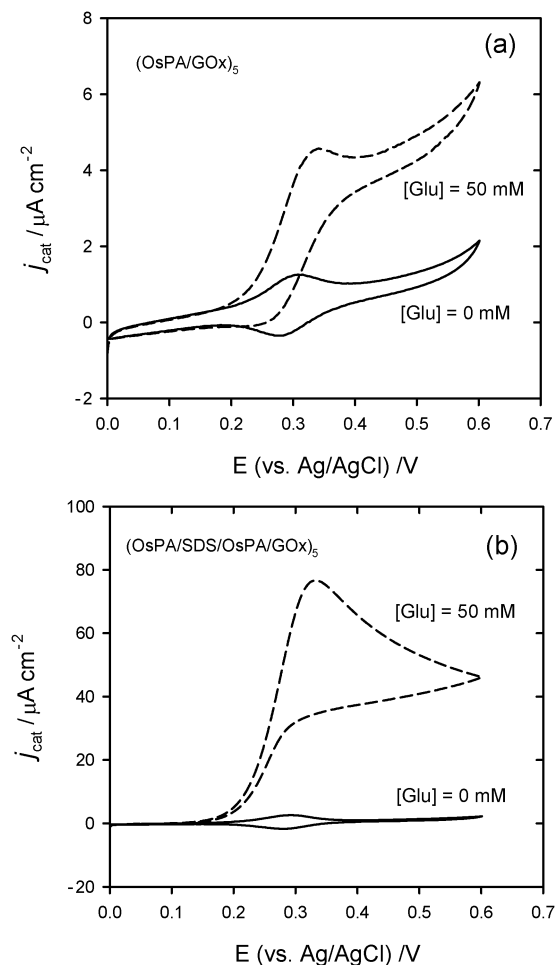 (a)
(OsPA/GOx)5
8
6
4
2
0
-2
jcat / μA cm-2
[Glu] = 50 mM
[Glu] = 0 mM
0.0 0.1 0.2 0.3 0.4 0.5 0.6 0.7
E (vs. Ag/AgCl) /V
(b)
(OsPA/SDS/OsPA/GOx)5
100
80
60
40
20
0
-20
jcat / μA cm-2
[Glu] = 50 mM
[Glu] = 0 mM
0.0 0.1 0.2 0.3 0.4 0.5 0.6 0.7
E (vs. Ag/AgCl) /V